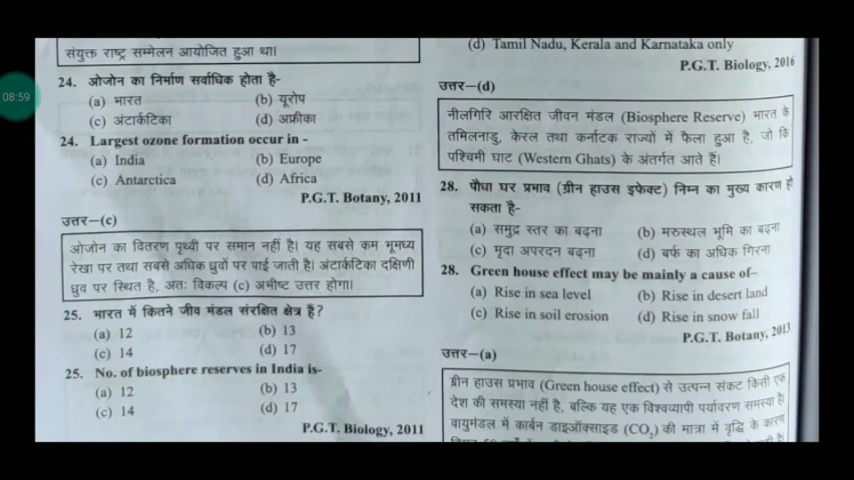 08:59
संयुक्त राष्ट्र सम्मेलन आयोजित हुआ था।
24. ओजोन का निर्माण सर्वाधिक होता है-
(a) भारत (b) यूरोप
(c) अंटार्कटिका (d) अफ्रीका
24. Largest ozone formation occur in -
(a) India (b) Europe
(c) Antarctica (d) Africa
P.G.T. Botany, 2011
उत्तर–(c)
ओजोन का वितरण पृथ्वी पर समान नहीं है। यह सबसे कम भूमध्य
रेखा पर तथा सबसे अधिक ध्रुवों पर पाई जाती है। अंटार्कटिका दक्षिणी
ध्रुव पर स्थित है, अतः विकल्प (c) अभीष्ट उत्तर होगा।
25. भारत में कितने जीव मंडल संरक्षित क्षेत्र हैं?
(a) 12 (b) 13
(c) 14 (d) 17
25. No. of biosphere reserves in India is-
(a) 12 (b) 13
(c) 14 (d) 17
P.G.T. Biology, 2011
(d) Tamil Nadu, Kerala and Karnataka only
P.G.T. Biology, 2016
उत्तर–(d)
नीलगिरि आरक्षित जीवन मंडल (Biosphere Reserve) भारत के
तमिलनाडु, केरल तथा कर्नाटक राज्यों में फैला हुआ है, जो कि
पश्चिमी घाट (Western Ghats) के अंतर्गत आते हैं।
28. पौधा घर प्रभाव (ग्रीन हाउस इफेक्ट) निम्न का मुख्य कारण हो
सकता है-
(a) समुद्र स्तर का बढ़ना (b) मरुस्थल भूमि का बढ़ना
(c) मृदा अपरदन बढ़ना (d) बर्फ का अधिक गिरना
28. Green house effect may be mainly a cause of–
(a) Rise in sea level (b) Rise in desert land
(c) Rise in soil erosion (d) Rise in snow fall
P.G.T. Botany, 2013
उत्तर–(a)
ग्रीन हाउस प्रभाव (Green house effect) से उत्पन्न संकट किसी एक
देश की समस्या नहीं है, बल्कि यह एक विश्वव्यापी पर्यावरण समस्या है।
वायुमंडल में कार्बन डाइऑक्साइड (CO₂) की मात्रा में वृद्धि के कारण